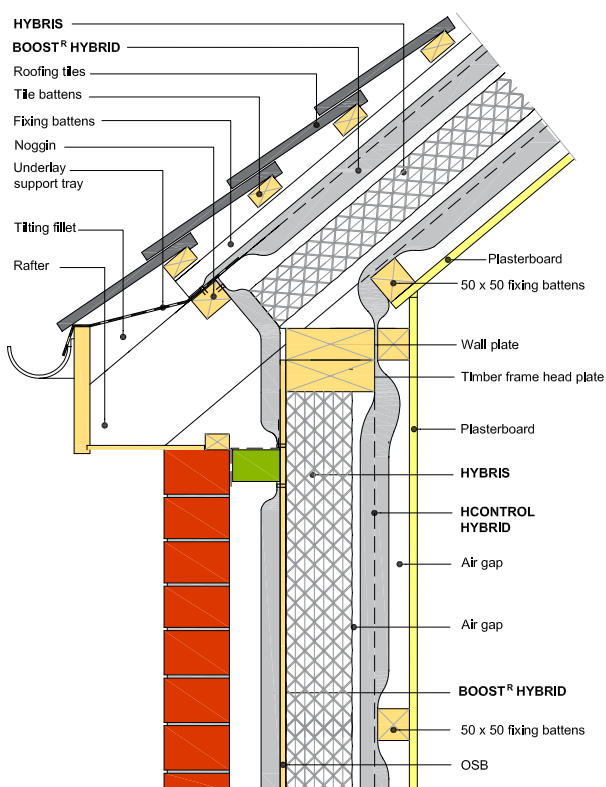 HYBRIS
BOOSTᴿ HYBRID
Roofing tiles
Tile battens
Fixing battens
Noggin
Underlay
support tray
Tilting fillet
Rafter
Plasterboard
50 x 50 fixing battens
Wall plate
Timber frame head plate
Plasterboard
HYBRIS
HCONTROL
HYBRID
Air gap
Air gap
BOOSTᴿ HYBRID
50 x 50 fixing battens
OSB